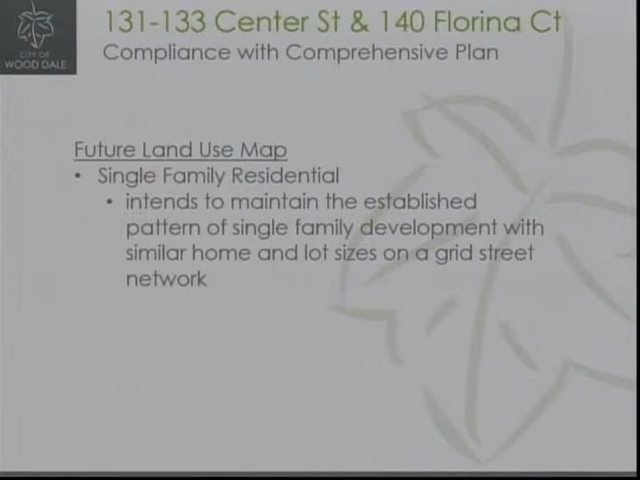 131-133 Center St & 140 Florina Ct
Compliance with Comprehensive Plan
CITY OF
WOOD DALE
Future Land Use Map
• Single Family Residential
• intends to maintain the established
pattern of single family development with
similar home and lot sizes on a grid street
network